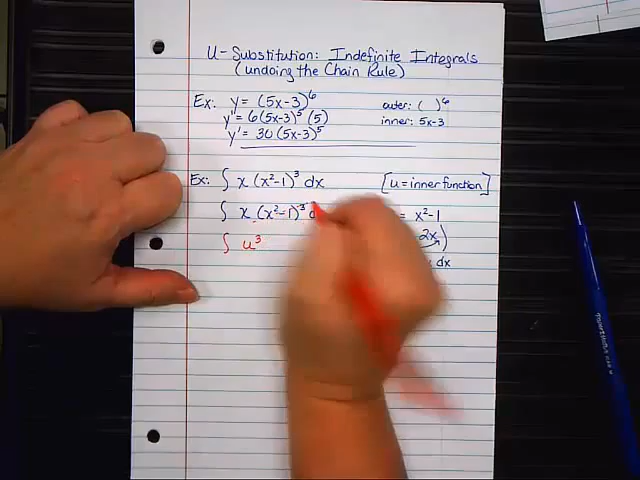 U-Substitution: Indefinite Integrals
(undoing the Chain Rule)
Ex: y = (5x-3)⁶ outer: ( )⁶
y' = 6(5x-3)⁵ (5) inner: 5x-3
y' = 30(5x-3)⁵
Ex: ∫ x (x²-1)³ dx [u = inner function]
∫ x (x²-1)³ d = x²-1
∫ u³ 2x)
dx